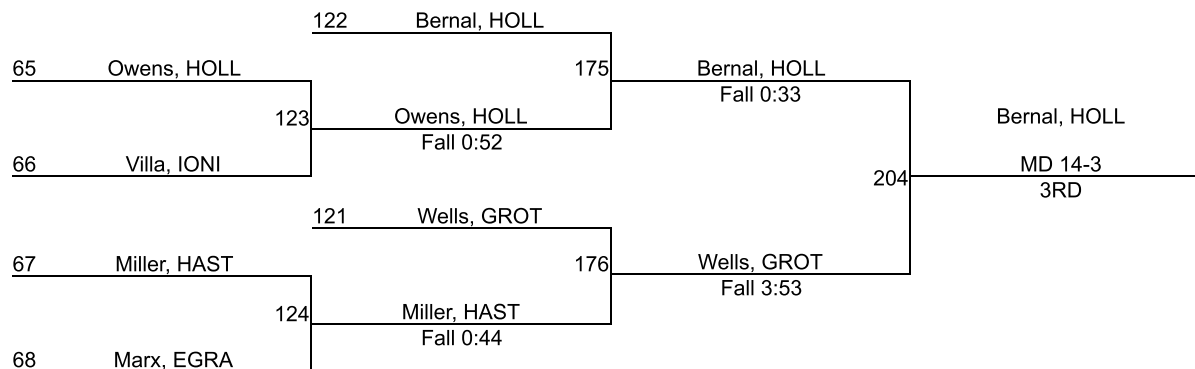 122 Bernal, HOLL
65 Owens, HOLL
175
Bernal, HOLL
Fall 0:33
123
Owens, HOLL
Fall 0:52
Bernal, HOLL
66 Villa, IONI
MD 14-3
204
3RD
121 Wells, GROT
67 Miller, HAST
176
Wells, GROT
Fall 3:53
124
Miller, HAST
Fall 0:44
68 Marx, EGRA